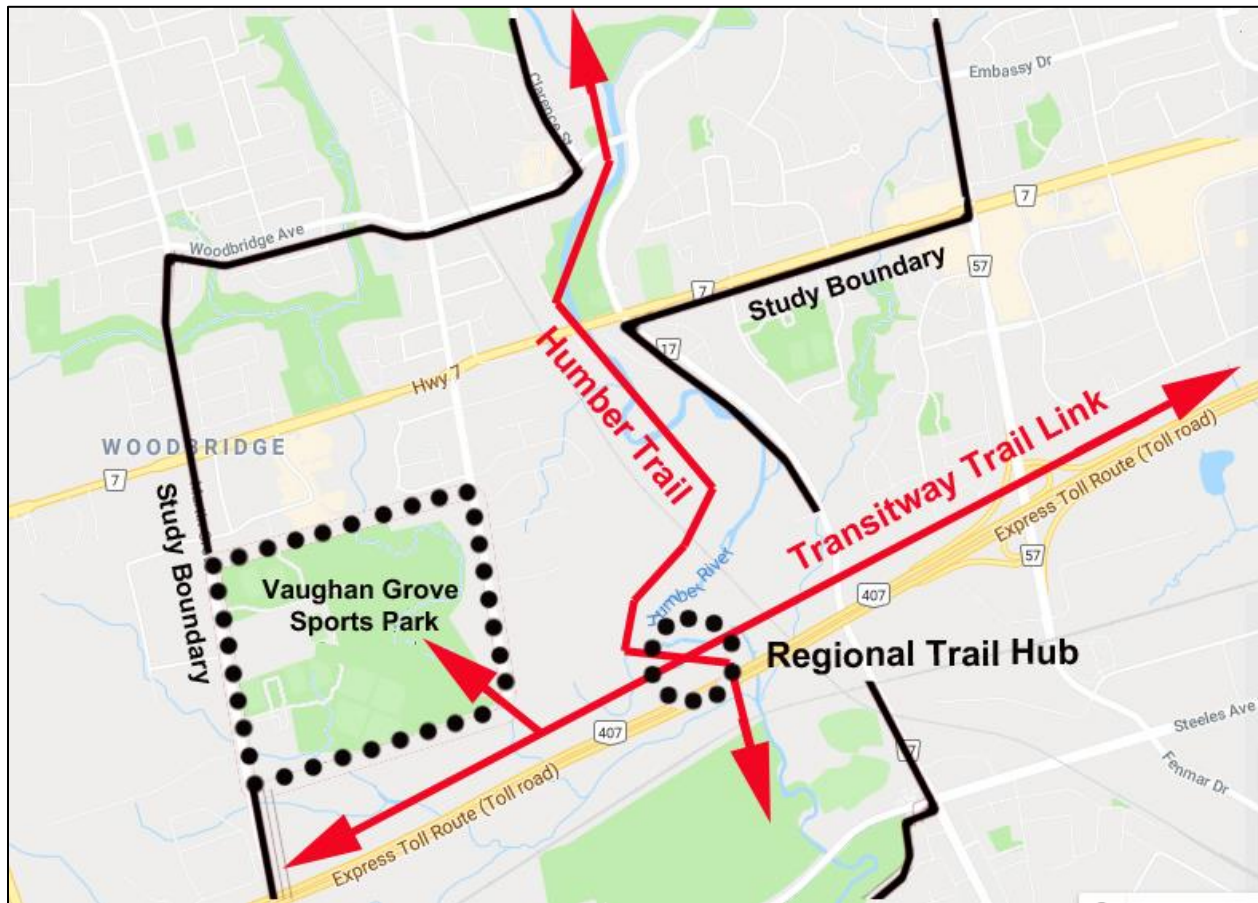 Clarence St
Embassy Dr
7
Woodbridge Ave
57
Study Boundary
7
17
Humber Trail
Hwy 7
WOODBRIDGE
7
Transitway Trail Link
Express Toll Route (Toll road)
Study Boundary
57
407
Vaughan Grove
Sports Park
Humber River
Regional Trail Hub
407
Steeles Ave
Fenmar Dr
Express Toll Route (Toll road)